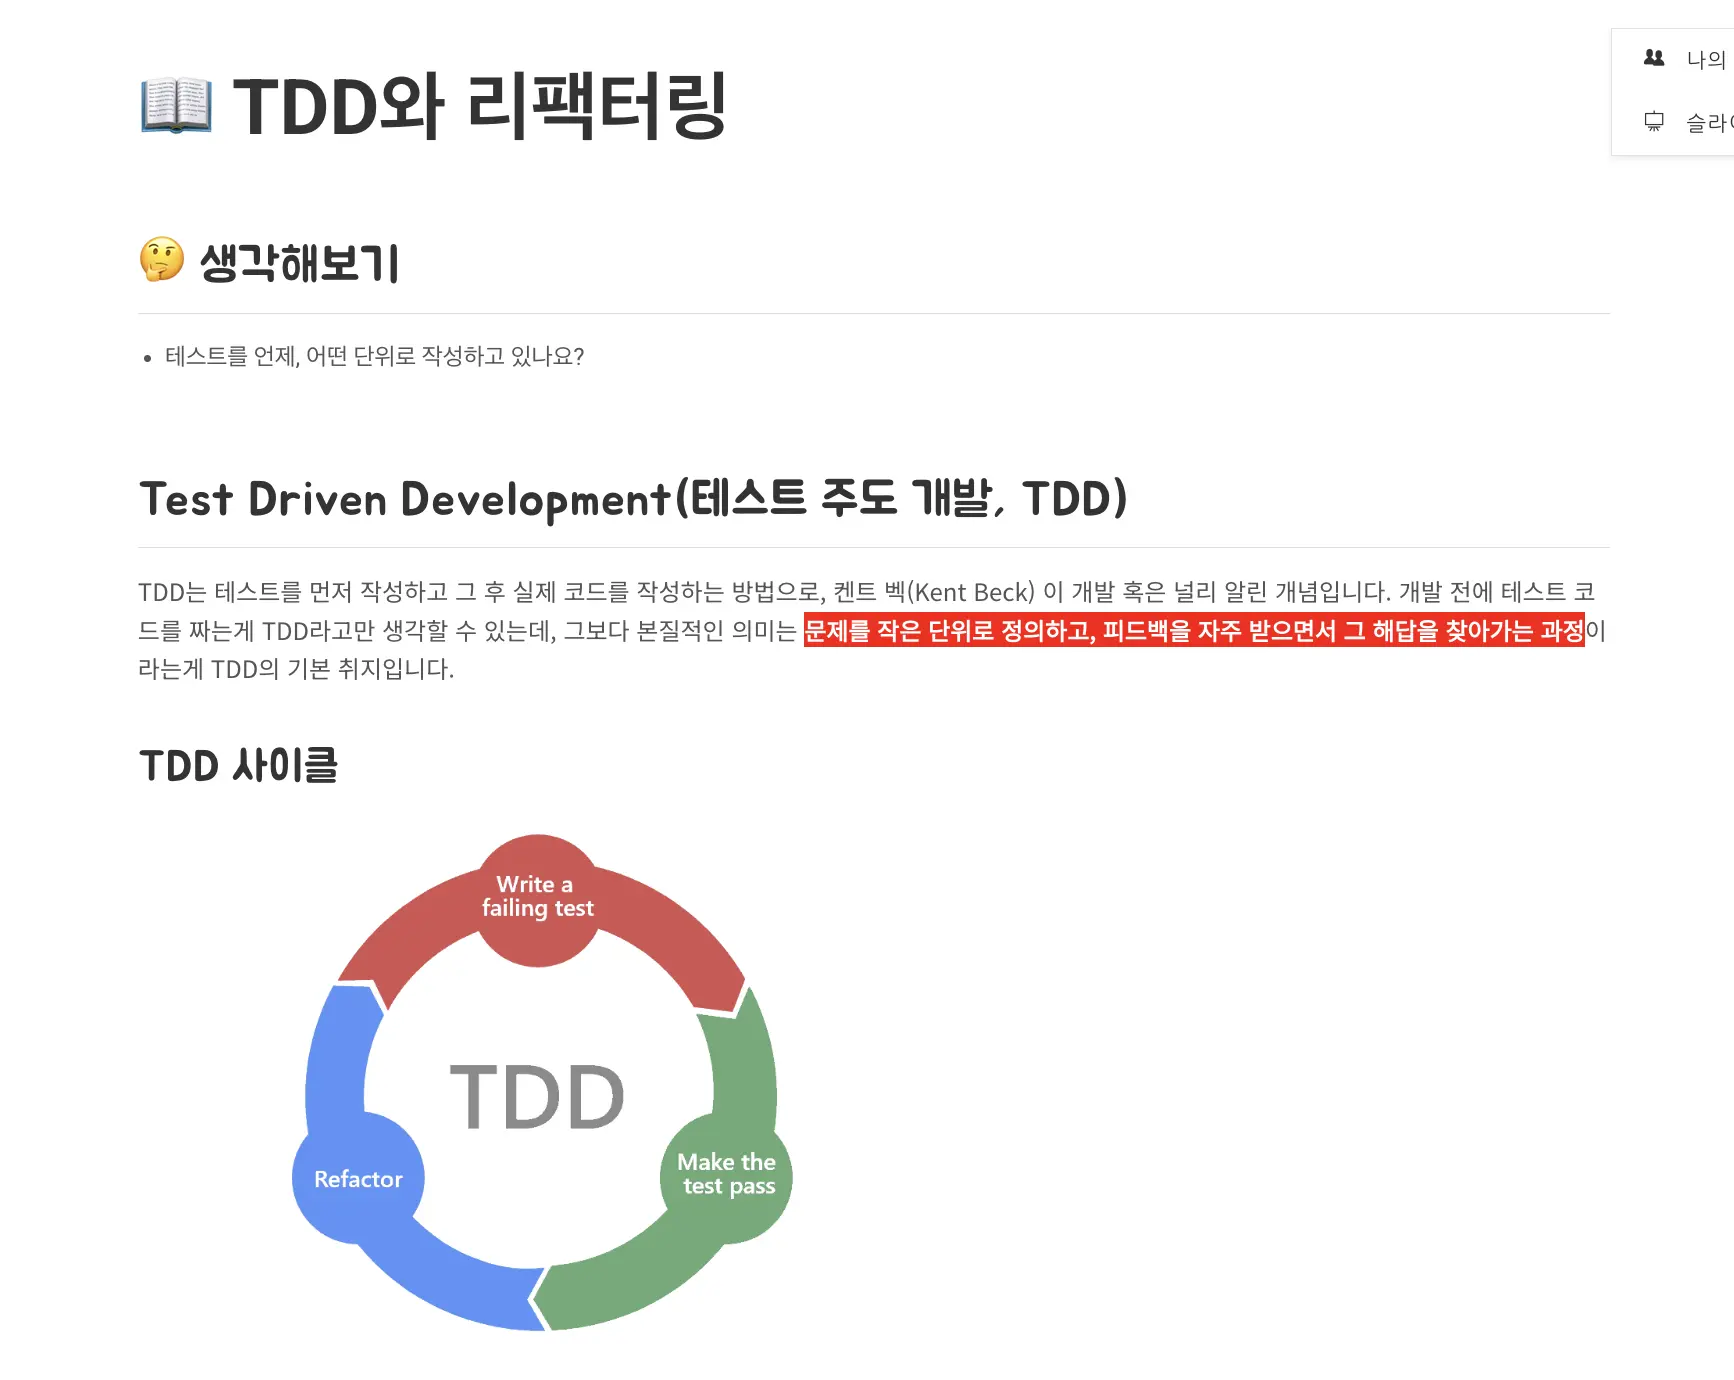 📖 TDD와 리팩터링
나의
슬라이
🤔 생각해보기
• 테스트를 언제, 어떤 단위로 작성하고 있나요?
Test Driven Development(테스트 주도 개발, TDD)
TDD는 테스트를 먼저 작성하고 그 후 실제 코드를 작성하는 방법으로, 켄트 벡(Kent Beck) 이 개발 혹은 널리 알린 개념입니다. 개발 전에 테스트 코
드를 짜는게 TDD라고만 생각할 수 있는데, 그보다 본질적인 의미는 문제를 작은 단위로 정의하고, 피드백을 자주 받으면서 그 해답을 찾아가는 과정이
라는게 TDD의 기본 취지입니다.
TDD 사이클
Write a
failing test
TDD
Make the
test pass
Refactor